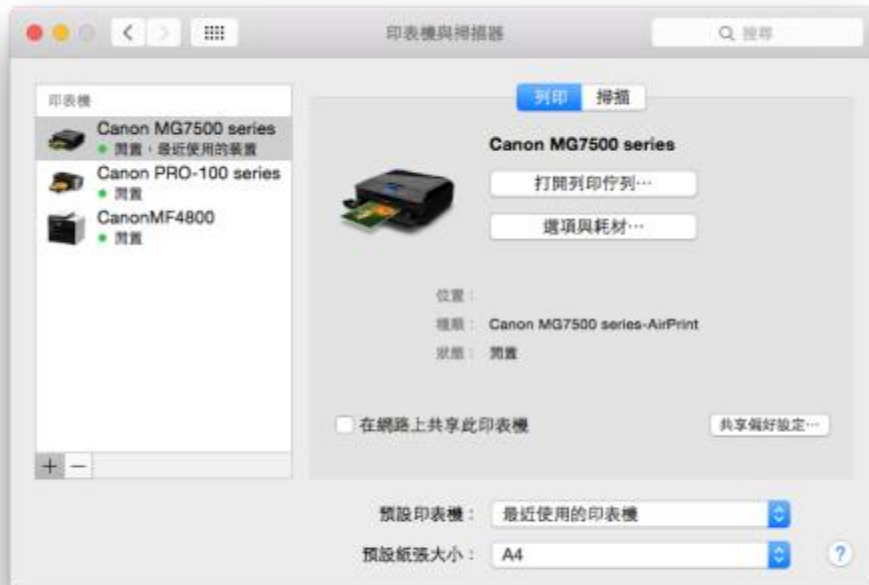 印表機與掃描器
搜尋
印表機
Canon MG7500 series
閒置，最近使用的裝置
Canon PRO-100 series
閒置
CanonMF4800
閒置
列印 掃描
Canon MG7500 series
打開列印佇列…
選項與耗材…
位置：
種類： Canon MG7500 series-AirPrint
狀態： 閒置
在網路上共享此印表機
共享偏好設定…
+ −
預設印表機： 最近使用的印表機
預設紙張大小： A4
?